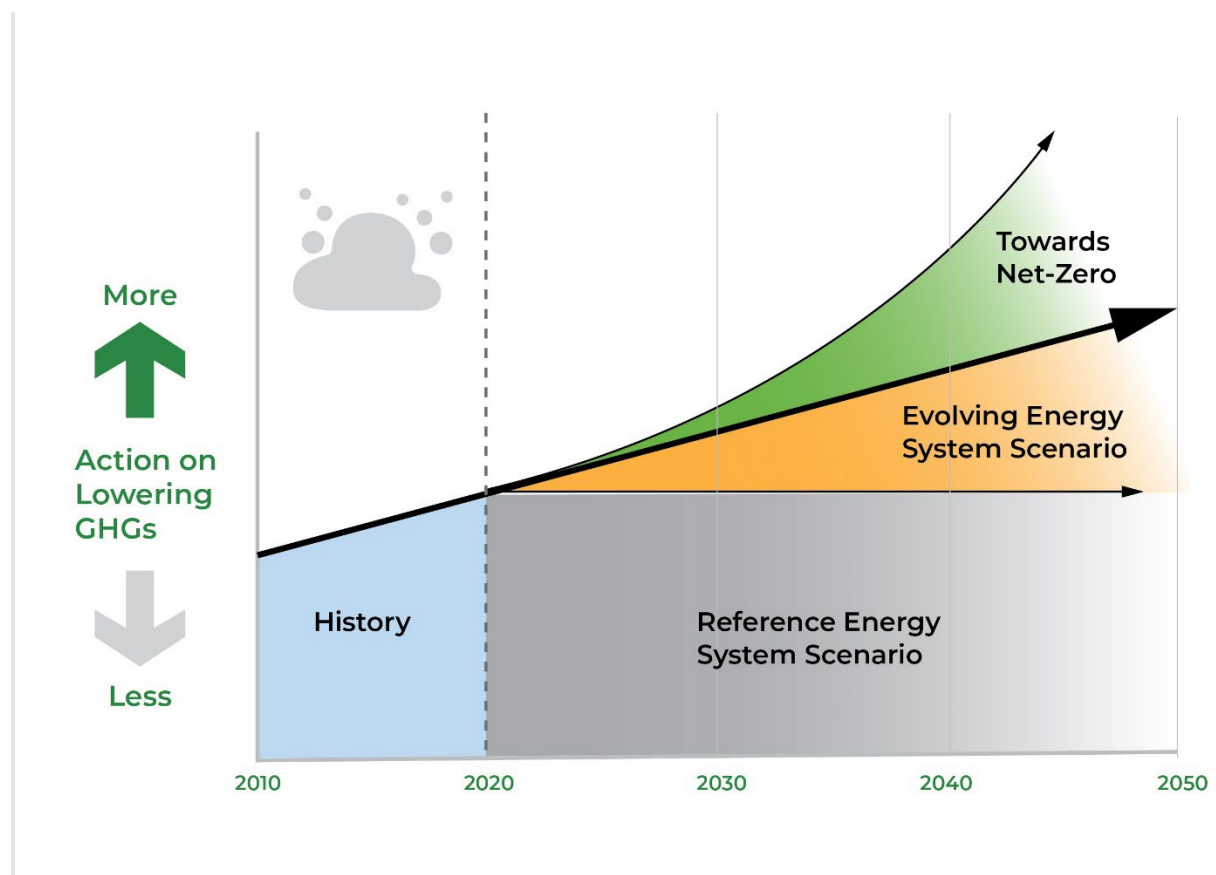 More
Action on
Lowering
GHGs
Less
History
Towards
Net-Zero
Evolving Energy
System Scenario
Reference Energy
System Scenario
2010
2020
2030
2040
2050